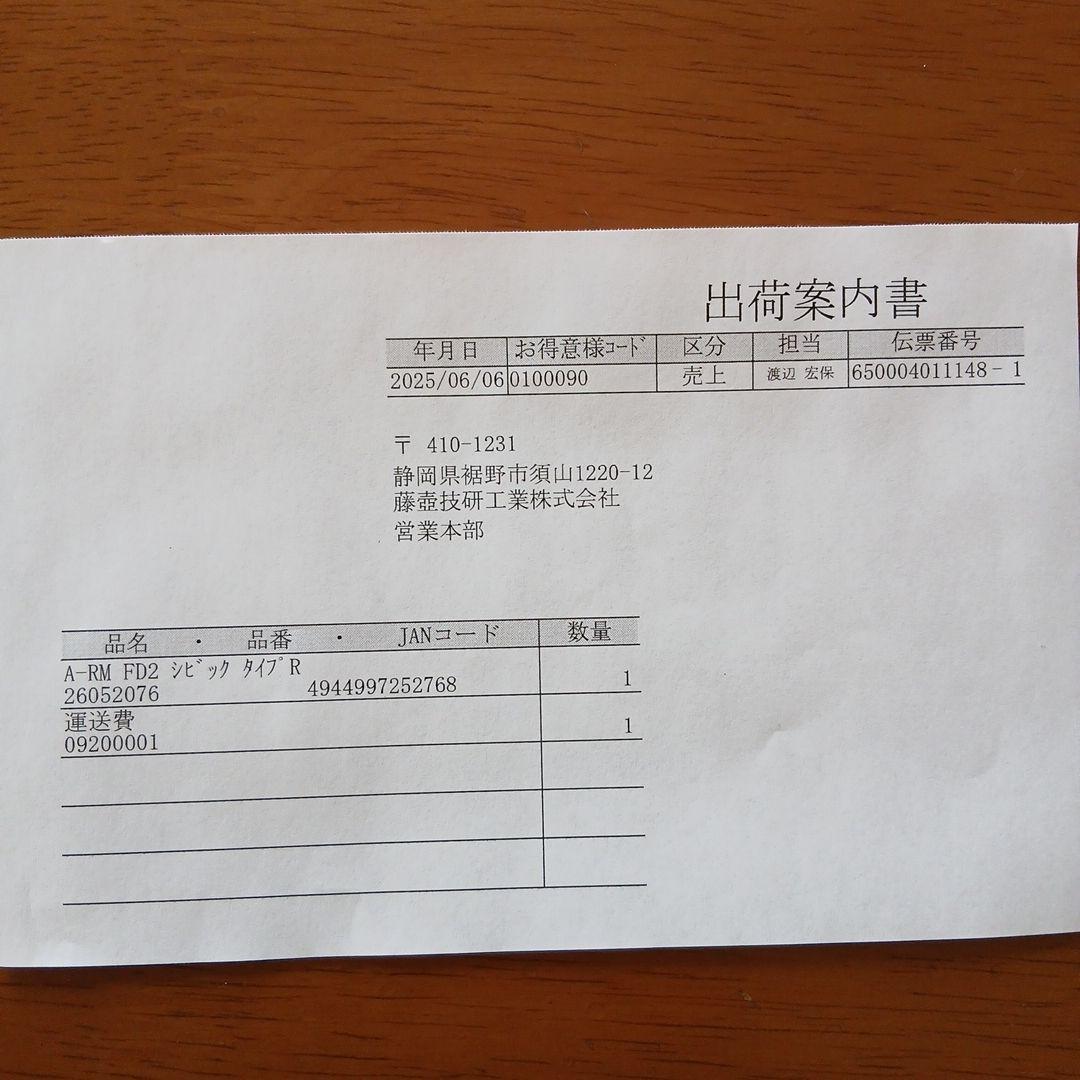 出荷案内書
年月日 お得意様ｺｰﾄﾞ 区分 担当 伝票番号
2025/06/06 0100090 売上 渡辺 宏保 650004011148- 1
〒 410-1231
静岡県裾野市須山1220-12
藤壺技研工業株式会社
営業本部
品名 ・ 品番 ・ JANコード 数量
A-RM FD2 ｼﾋﾞｯｸ ﾀｲﾌﾟR
26052076 4944997252768 1
運送費
09200001 1